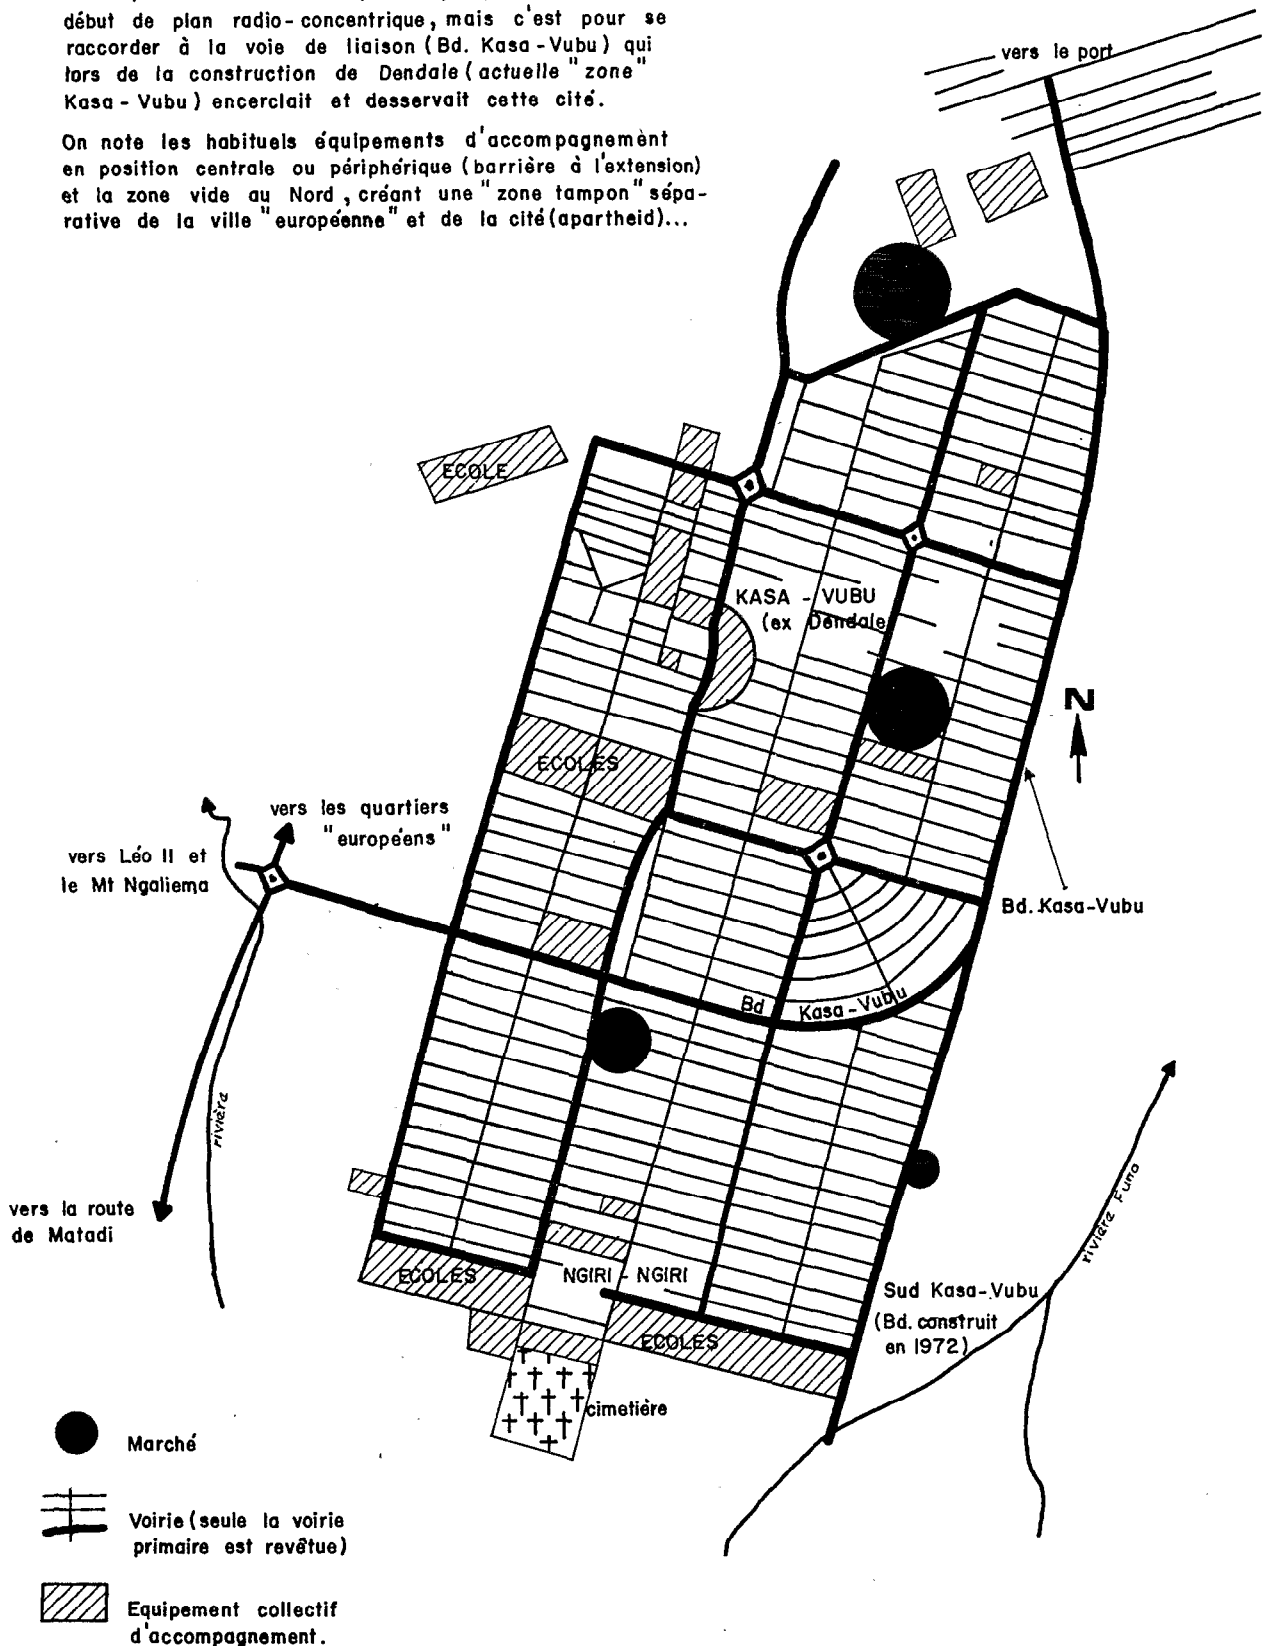 début de plan radio-concentrique, mais c'est pour se
raccorder à la voie de liaison (Bd. Kasa-Vubu) qui
lors de la construction de Dendale (actuelle "zone"
Kasa-Vubu) encerclait et desservait cette cité.
On note les habituels équipements d'accompagnement
en position centrale ou périphérique (barrière à l'extension)
et la zone vide au Nord, créant une "zone tampon" sépa-
rative de la ville "européenne" et de la cité (apartheid)...
vers le port
ECOLE
KASA - VUBU
(ex Dendale
N
ECOLES
vers les quartiers
"européens"
vers Léo II et
le Mt Ngaliema
Bd. Kasa-Vubu
Bd Kasa-Vubu
rivière
rivière Funa
vers la route
de Matadi
ECOLES
NGIRI - NGIRI
Sud Kasa-Vubu
(Bd. construit
en 1972)
ECOLES
cimetière
Marché
Voirie (seule la voirie
primaire est revêtue)
Equipement collectif
d'accompagnement.